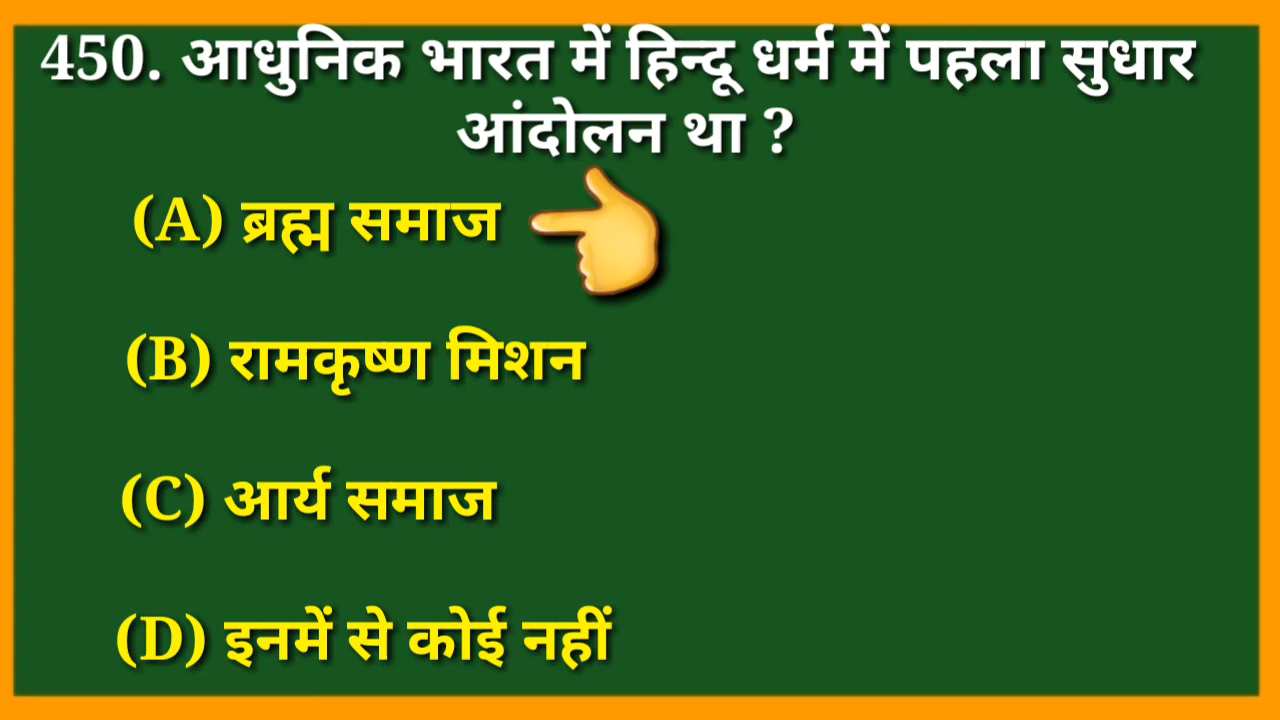 450. आधुनिक भारत में हिन्दू धर्म में पहला सुधार
आंदोलन था ?
(A) ब्रह्म समाज
(B) रामकृष्ण मिशन
(C) आर्य समाज
(D) इनमें से कोई नहीं